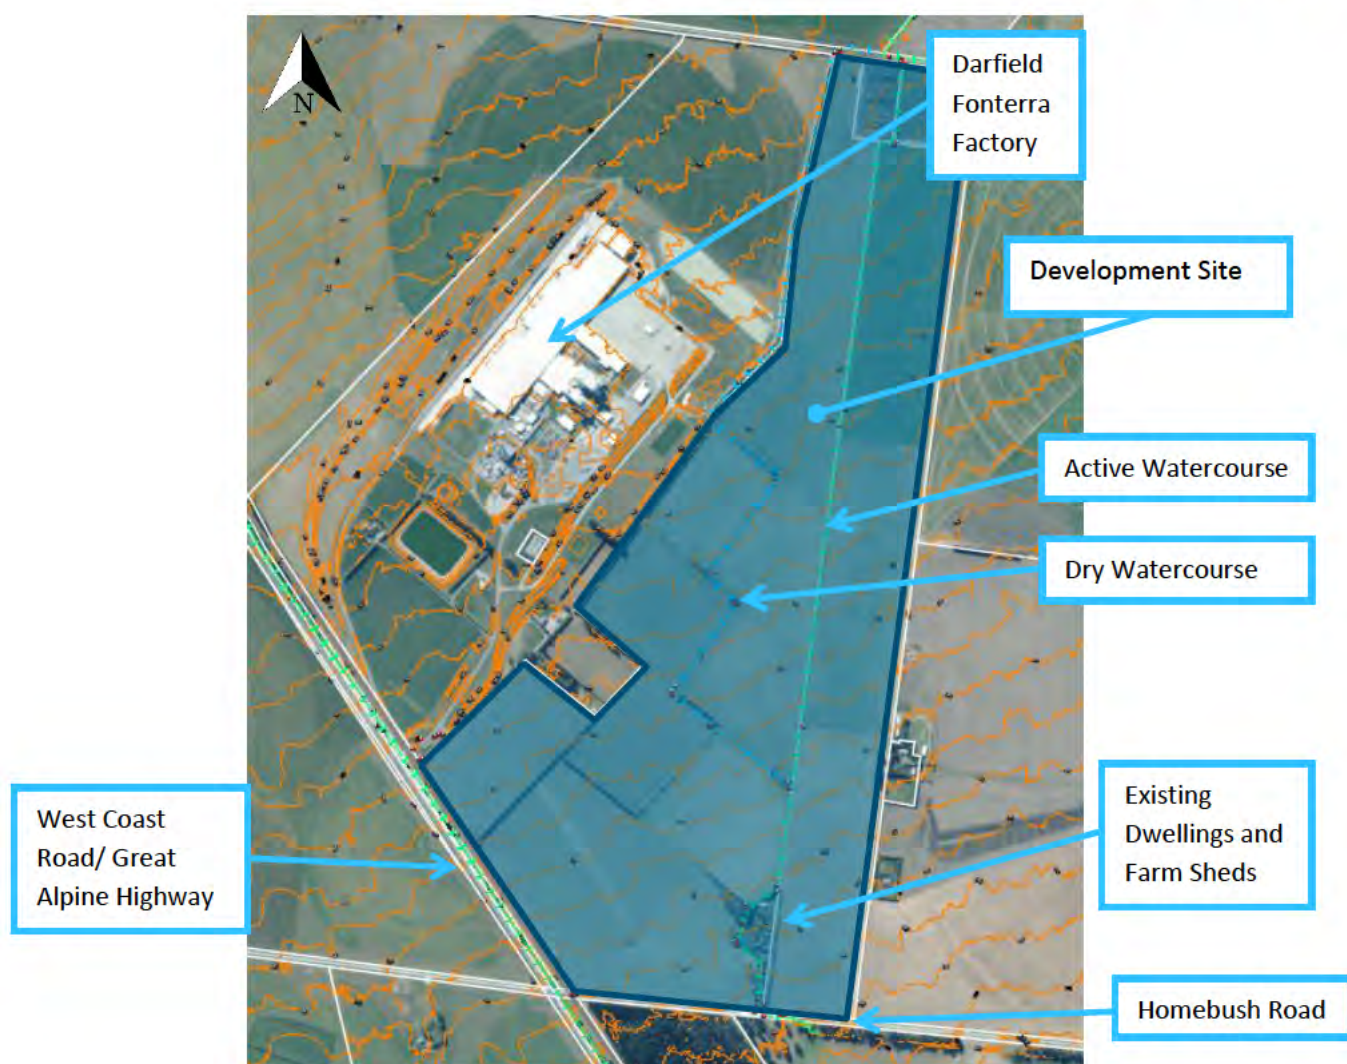 N
Darfield
Fonterra
Factory
Development Site
Active Watercourse
Dry Watercourse
Existing
Dwellings and
Farm Sheds
West Coast
Road/ Great
Alpine Highway
Homebush Road